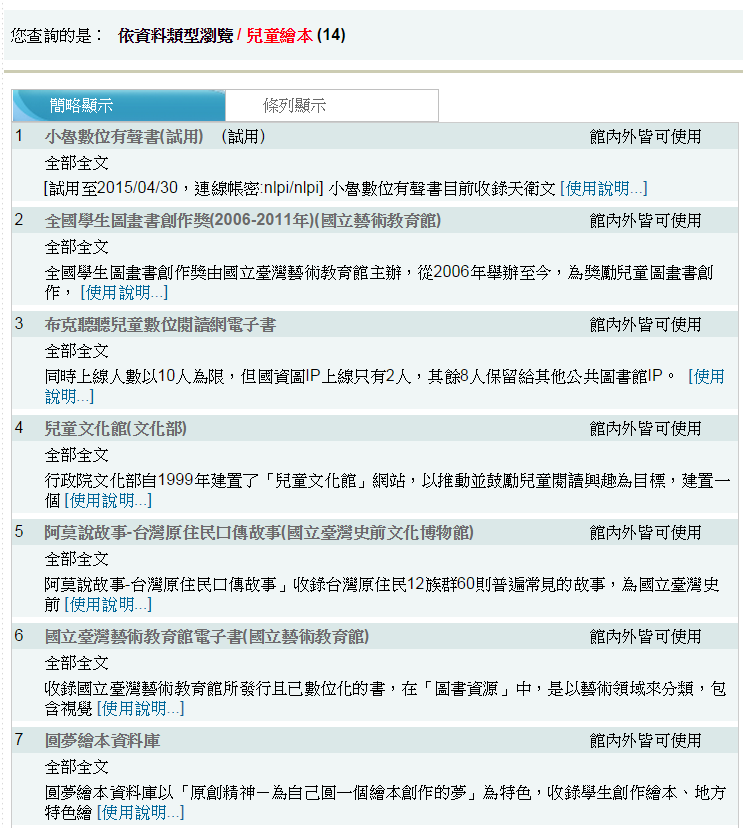 您查詢的是： 依資料類型瀏覽 / 兒童繪本 (14)
簡略顯示 條列顯示
1 小魯數位有聲書(試用) (試用) 館內外皆可使用
全部全文
[試用至2015/04/30，連線帳密:nlpi/nlpi] 小魯數位有聲書目前收錄天衛文 [使用說明...]
2 全國學生圖畫書創作獎(2006-2011年)(國立藝術教育館) 館內外皆可使用
全部全文
全國學生圖畫書創作獎由國立臺灣藝術教育館主辦，從2006年舉辦至今，為獎勵兒童圖畫書創
作， [使用說明...]
3 布克聽聽兒童數位閱讀網電子書 館內外皆可使用
全部全文
同時上線人數以10人為限，但國資圖IP上線只有2人，其餘8人保留給其他公共圖書館IP。 [使用
說明...]
4 兒童文化館(文化部) 館內外皆可使用
全部全文
行政院文化部自1999年建置了「兒童文化館」網站，以推動並鼓勵兒童閱讀興趣為目標，建置一
個 [使用說明...]
5 阿莫說故事-台灣原住民口傳故事(國立臺灣史前文化博物館) 館內外皆可使用
全部全文
阿莫說故事-台灣原住民口傳故事」收錄台灣原住民12族群60則普遍常見的故事，為國立臺灣史
前 [使用說明...]
6 國立臺灣藝術教育館電子書(國立藝術教育館) 館內外皆可使用
全部全文
收錄國立臺灣藝術教育館所發行且已數位化的書，在「圖書資源」中，是以藝術領域來分類，包
含視覺 [使用說明...]
7 圓夢繪本資料庫 館內外皆可使用
全部全文
圓夢繪本資料庫以「原創精神－為自己圓一個繪本創作的夢」為特色，收錄學生創作繪本、地方
特色繪 [使用說明...]